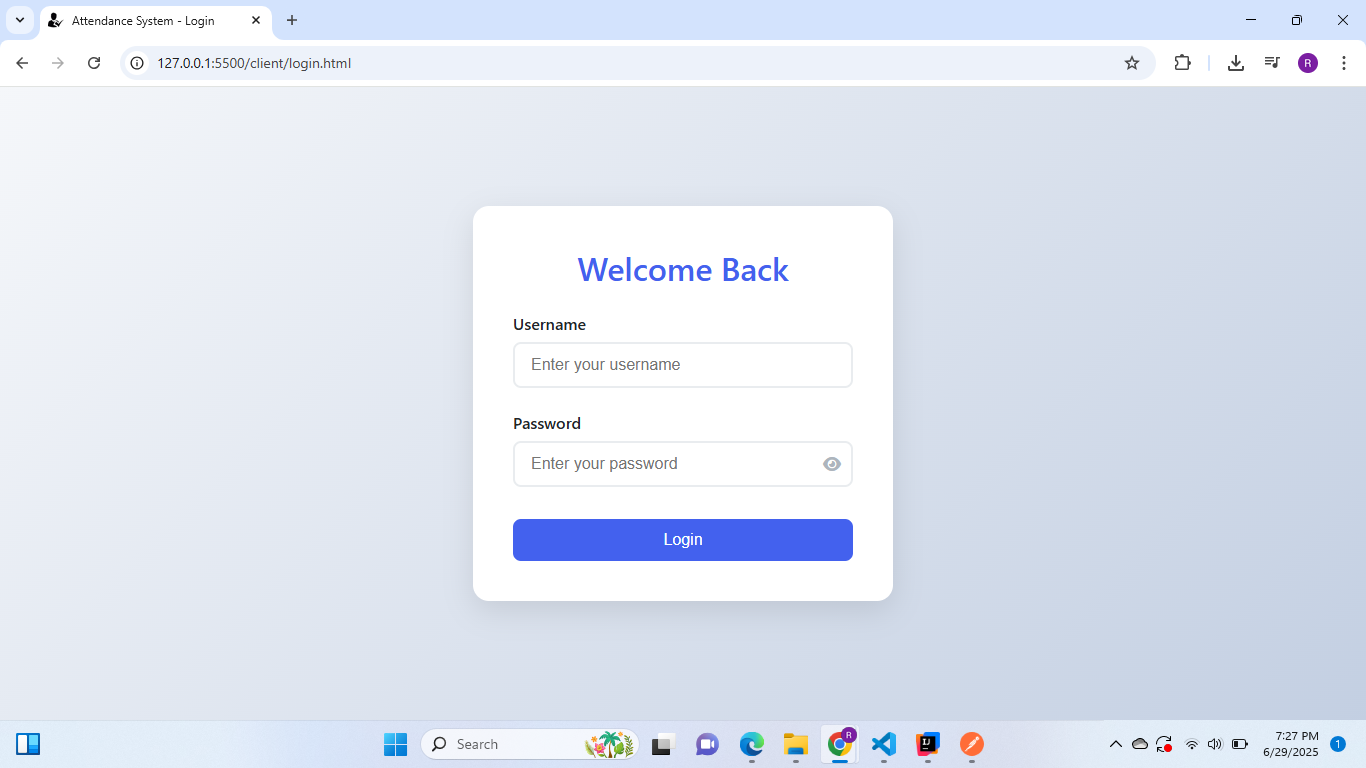 Attendance System - Login
127.0.0.1:5500/client/login.html
R
Welcome Back
Username
Enter your username
Password
Enter your password
Login
Search
R
IJ
7:27 PM
6/29/2025
1